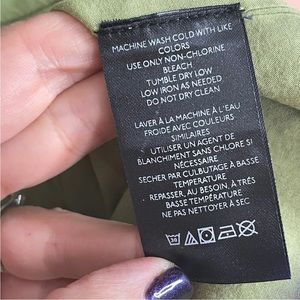 MACHINE WASH COLD WITH LIKE
COLORS
USE ONLY NON-CHLORINE
BLEACH
TUMBLE DRY LOW
LOW IRON AS NEEDED
DO NOT DRY CLEAN
LAVER À LA MACHINE À L'EAU
FROIDE AVEC COULEURS
SIMILAIRES
UTILISER UN AGENT DE
BLANCHIMENT SANS CHLORE SI
NÉCESSAIRE
SECHER PAR CULBUTAGE À BASSE
TEMPERATURE
REPASSER, AU BESOIN, À BASSE
TEMPÉRATURE
NE PAS NETTOYER À SEC
30